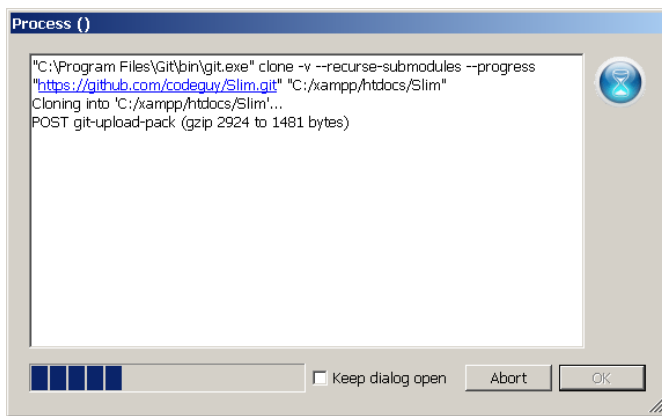 Process ()
"C:\Program Files\Git\bin\git.exe" clone -v --recurse-submodules --progress
"https://github.com/codeguy/Slim.git" "C:/xampp/htdocs/Slim"
Cloning into 'C:/xampp/htdocs/Slim'...
POST git-upload-pack (gzip 2924 to 1481 bytes)
Keep dialog open Abort OK